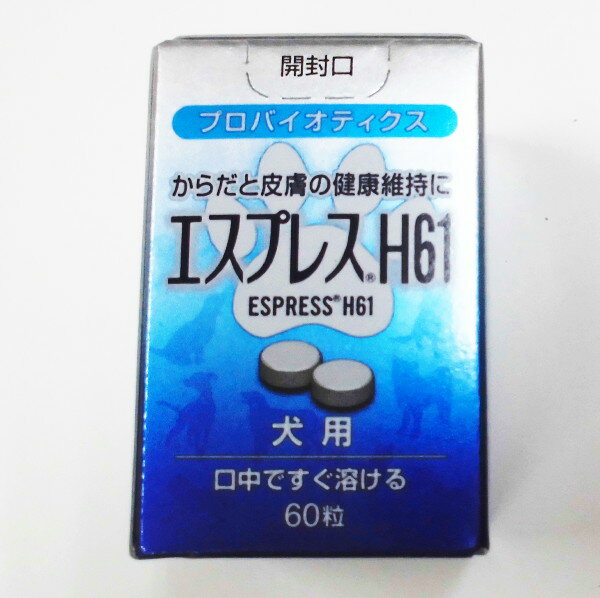 開封口
プロバイオティクス
からだと皮膚の健康維持に
エスプレス®H61
ESPRESS®H61
犬用
口中ですぐ溶ける
60粒